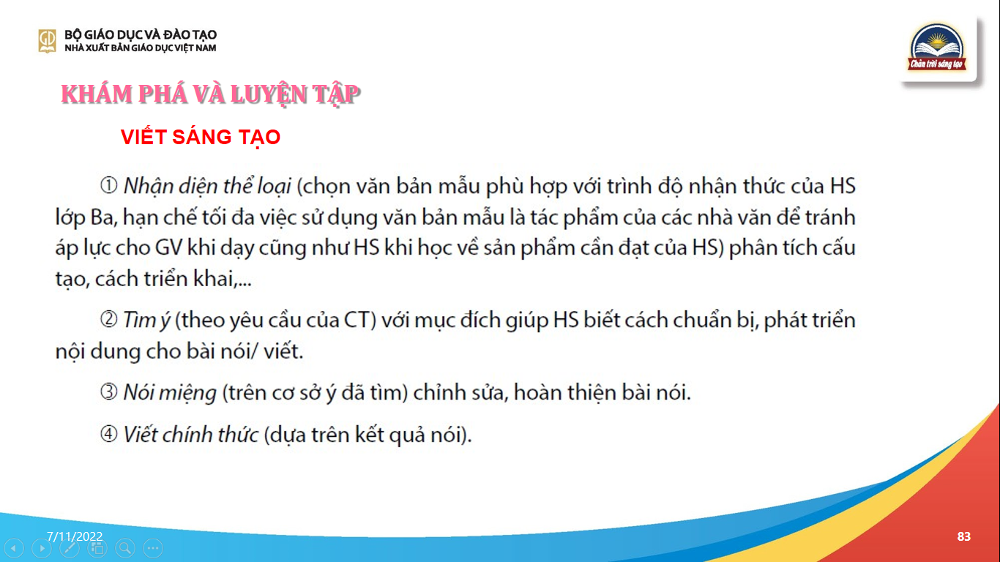 BỘ GIÁO DỤC VÀ ĐÀO TẠO
NHÀ XUẤT BẢN GIÁO DỤC VIỆT NAM
Chân trời sáng tạo
KHÁM PHÁ VÀ LUYỆN TẬP
VIẾT SÁNG TẠO
① Nhận diện thể loại (chọn văn bản mẫu phù hợp với trình độ nhận thức của HS
lớp Ba, hạn chế tối đa việc sử dụng văn bản mẫu là tác phẩm của các nhà văn để tránh
áp lực cho GV khi dạy cũng như HS khi học về sản phẩm cần đạt của HS) phân tích cấu
tạo, cách triển khai,...
② Tìm ý (theo yêu cầu của CT) với mục đích giúp HS biết cách chuẩn bị, phát triển
nội dung cho bài nói/ viết.
③ Nói miệng (trên cơ sở ý đã tìm) chỉnh sửa, hoàn thiện bài nói.
④ Viết chính thức (dựa trên kết quả nói).
7/11/2022
83